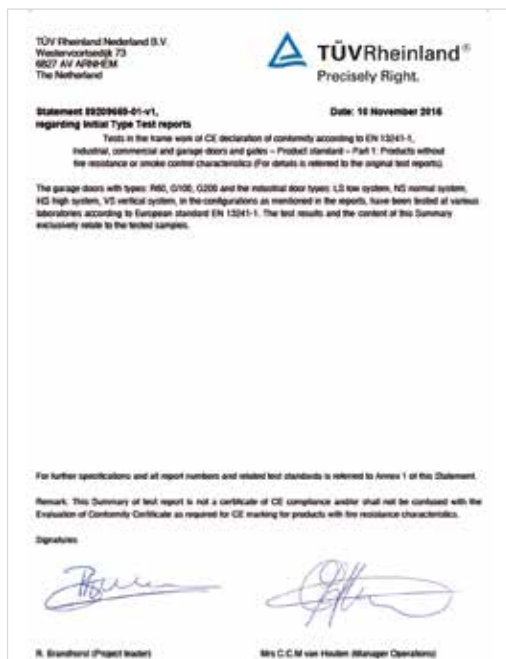 TÜV Rheinland Nederland B.V.
Westervoortsedijk 73
6827 AV ARNHEM
The Netherland
TÜVRheinland®
Precisely Right.
Statement
regarding Initial Type Test reports
Date: 10 November 2016
Tests in the frame work of CE declaration of conformity according to EN 13241-1,
Industrial, commercial and garage doors and gates – Product standard – Part 1: Products without
fire resistance or smoke control characteristics (For details is referred to the original test reports).
The garage doors with types: R60, G100, G200 and the industrial door types: LS low system, NS normal system,
HS high system, VS vertical system, in the configurations as mentioned in the reports, have been tested at various
laboratories according to European standard EN 13241-1. The test results and the content of this Summary
exclusively relate to the tested samples.
For further specifications and all report numbers and related test standards is referred to Annex 1 of this Statement.
Remark: This Summary of test report is not a certificate of CE compliance and/or shall not be confused with the
Evaluation of Conformity Certificate as required for CE marking for products with fire resistance characteristics.
Signatures
R. Brandhorst (Project leader)
Mrs C.C.M van Houten (Manager Operations)